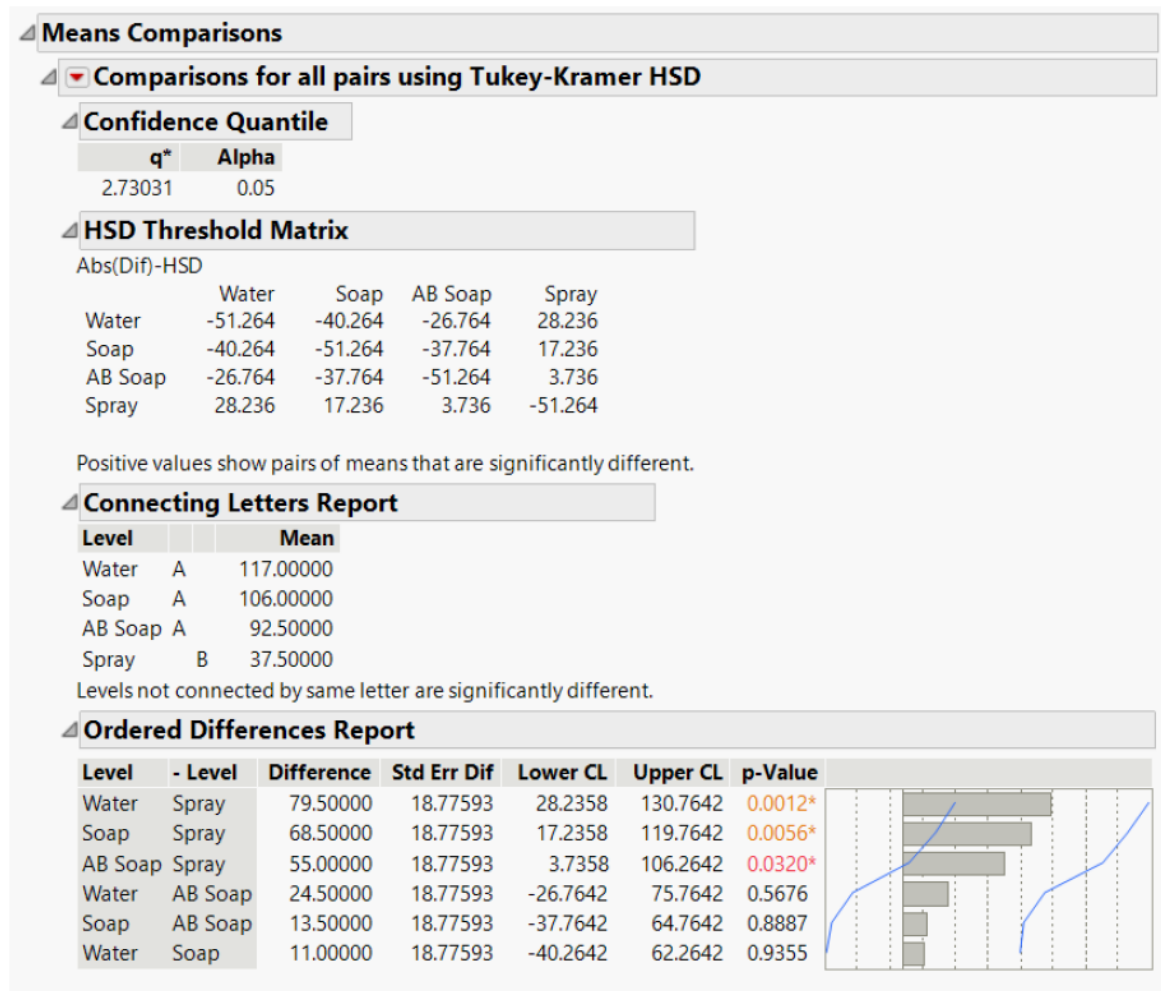 Means Comparisons
Comparisons for all pairs using Tukey-Kramer HSD
Confidence Quantile
q* Alpha
2.73031 0.05
HSD Threshold Matrix
Abs(Dif)-HSD
Water Soap AB Soap Spray
Water -51.264 -40.264 -26.764 28.236
Soap -40.264 -51.264 -37.764 17.236
AB Soap -26.764 -37.764 -51.264 3.736
Spray 28.236 17.236 3.736 -51.264
Positive values show pairs of means that are significantly different.
Connecting Letters Report
Level Mean
Water A 117.00000
Soap A 106.00000
AB Soap A 92.50000
Spray B 37.50000
Levels not connected by same letter are significantly different.
Ordered Differences Report
Level - Level Difference Std Err Dif Lower CL Upper CL p-Value
Water Spray 79.50000 18.77593 28.2358 130.7642 0.0012*
Soap Spray 68.50000 18.77593 17.2358 119.7642 0.0056*
AB Soap Spray 55.00000 18.77593 3.7358 106.2642 0.0320*
Water AB Soap 24.50000 18.77593 -26.7642 75.7642 0.5676
Soap AB Soap 13.50000 18.77593 -37.7642 64.7642 0.8887
Water Soap 11.00000 18.77593 -40.2642 62.2642 0.9355